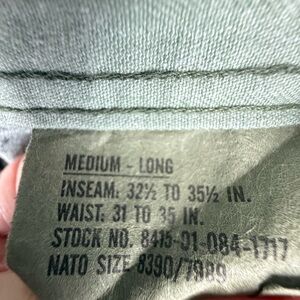 MEDIUM - LONG
INSEAM: 32½ TO 35½ IN.
WAIST: 31 TO 35 IN.
STOCK NO. 8415-01-084-1717
NATO SIZE 8390/7989